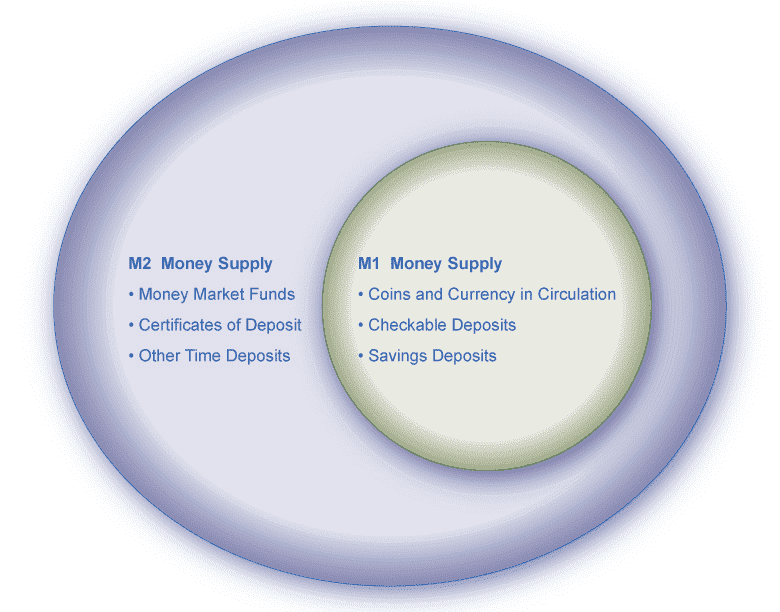 M2 Money Supply
• Money Market Funds
• Certificates of Deposit
• Other Time Deposits
M1 Money Supply
• Coins and Currency in Circulation
• Checkable Deposits
• Savings Deposits